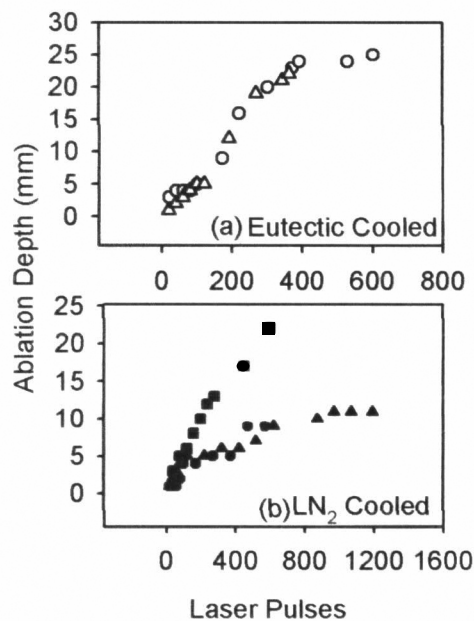 30
25
20
15
10
5
0
(a) Eutectic Cooled
0 200 400 600 800
Ablation Depth (mm)
25
20
15
10
5
0
(b) LN₂ Cooled
0 400 800 1200 1600
Laser Pulses